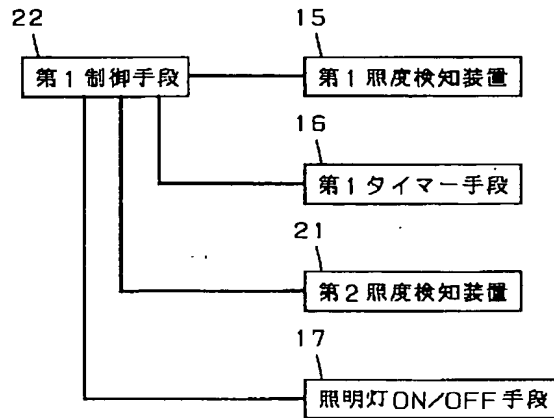 22
第1制御手段
15
第1照度検知装置
16
第1タイマー手段
21
第2照度検知装置
17
照明灯ON/OFF手段